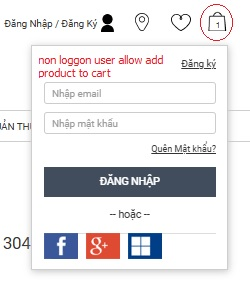 Đăng Nhập / Đăng Ký
1
non loggon user allow add
product to cart
Đăng ký
Nhập email
Nhập mật khẩu
Quên Mật khẩu?
ĐĂNG NHẬP
-- hoặc --
304
f g+